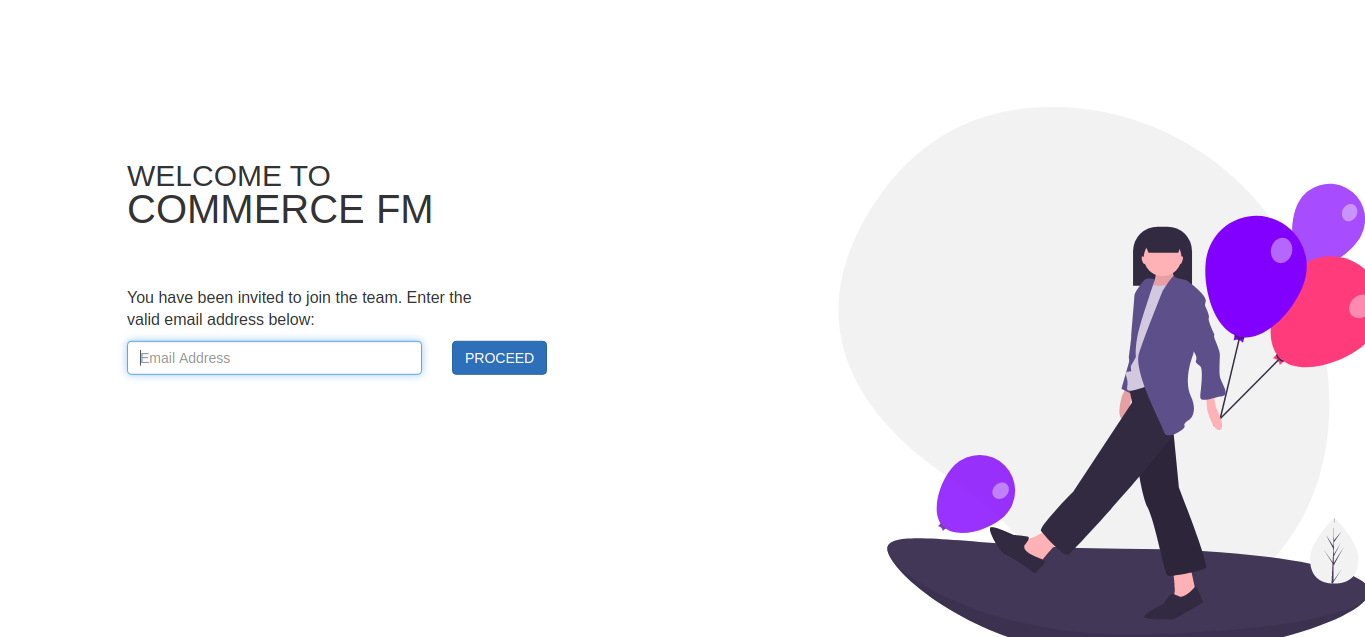 WELCOME TO
COMMERCE FM
You have been invited to join the team. Enter the
valid email address below:
Email Address
PROCEED